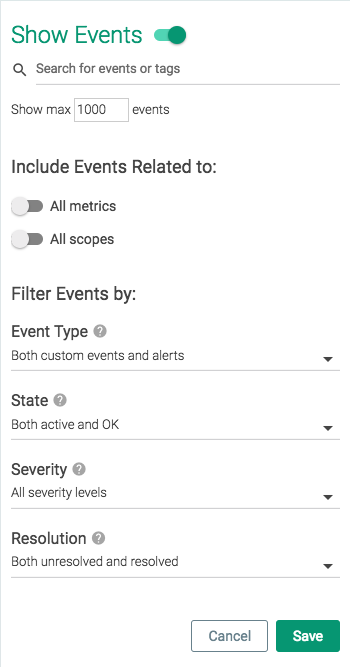 Show Events
Search for events or tags
Show max 1000 events
Include Events Related to:
All metrics
All scopes
Filter Events by:
Event Type ?
Both custom events and alerts
State ?
Both active and OK
Severity ?
All severity levels
Resolution ?
Both unresolved and resolved
Cancel Save